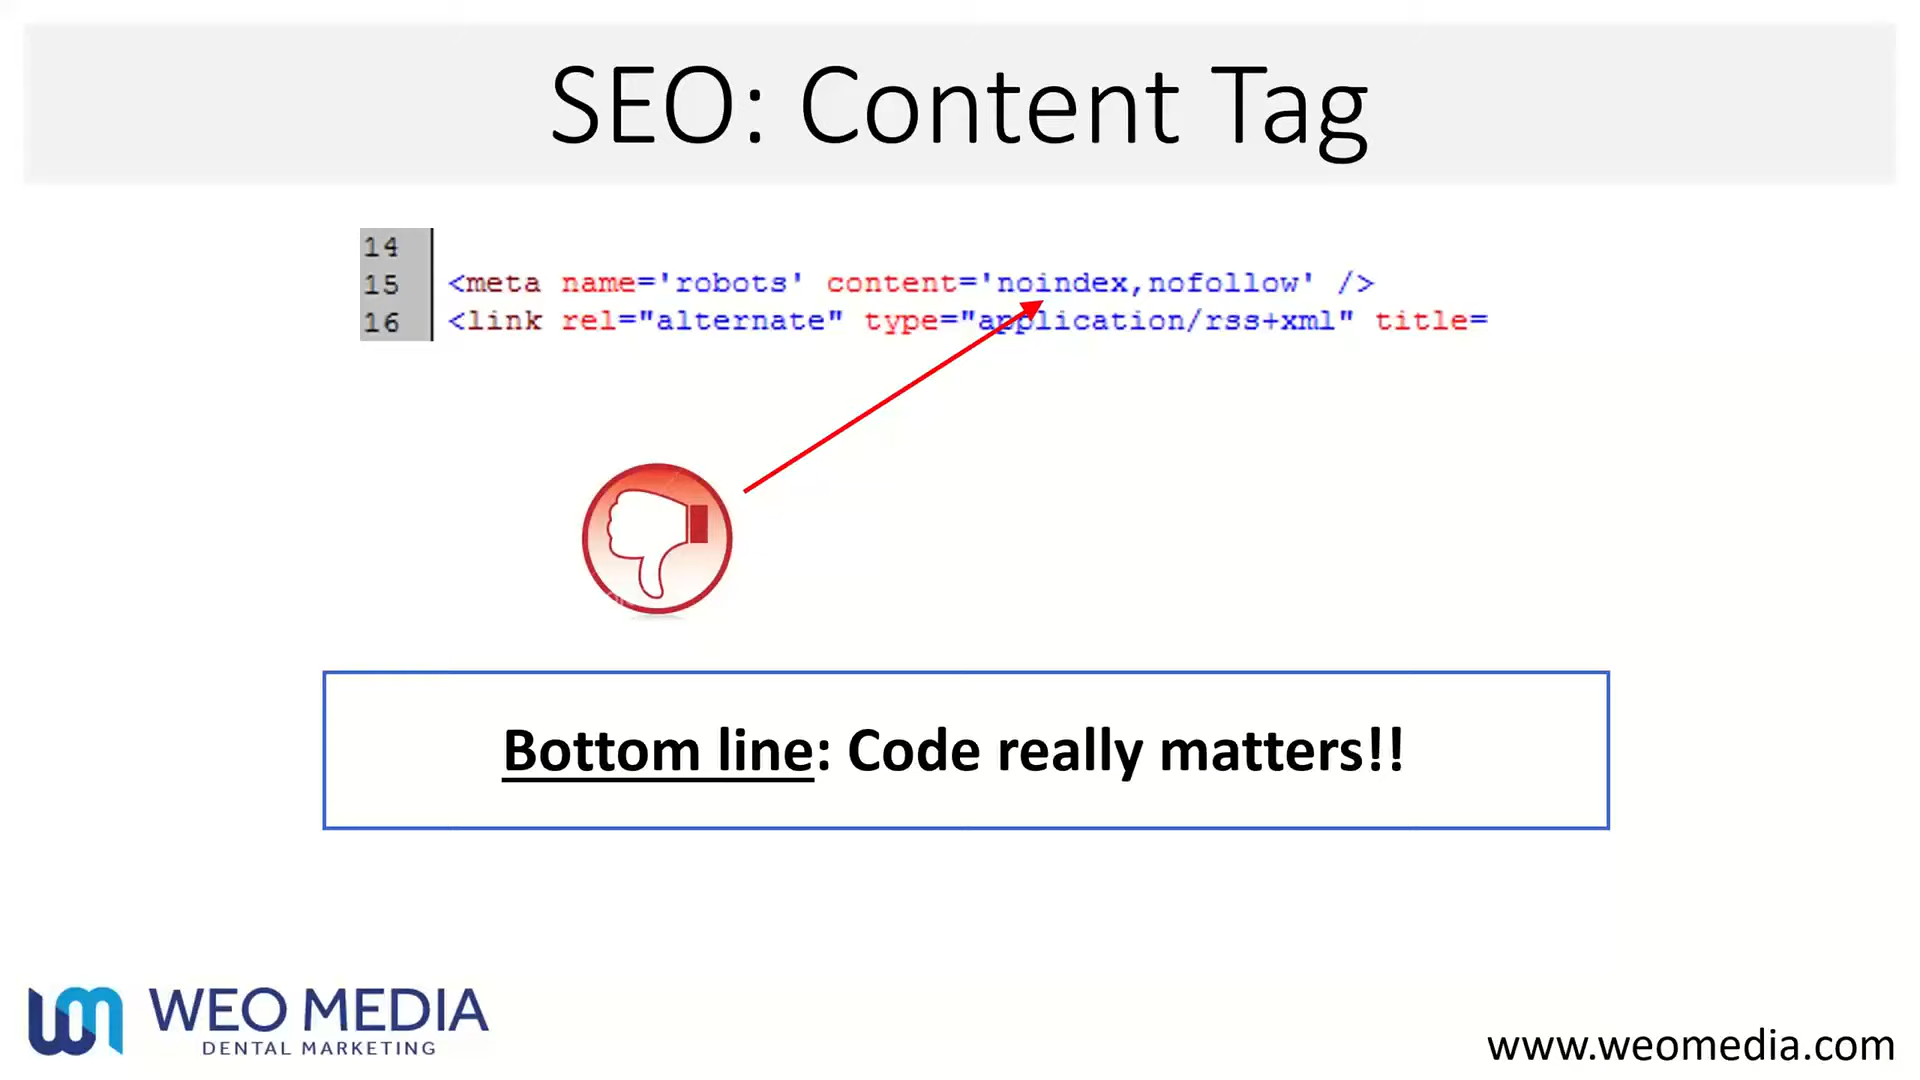 SEO: Content Tag
14
15 <meta name='robots' content='noindex,nofollow' />
16 <link rel="alternate" type="application/rss+xml" title=
Bottom line: Code really matters!!
WEO MEDIA
DENTAL MARKETING
www.weomedia.com